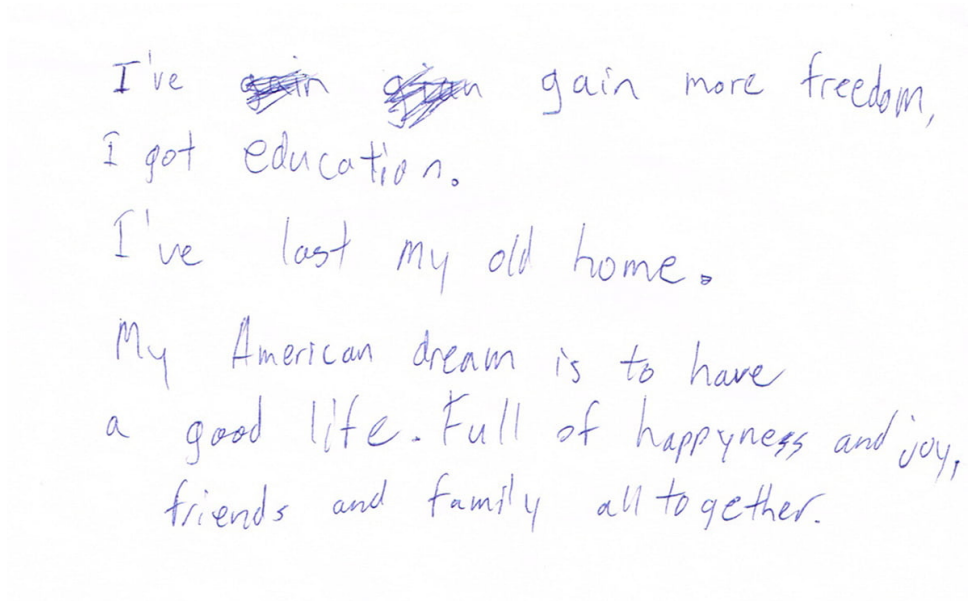 I've gain more freedom,
I got education.
I've last my old home.
My American dream is to have
a good life. Full of happyness and joy,
friends and family all together.